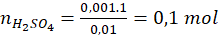 n_{H_2SO_4} = \frac{0,001.1}{0,01} = 0,1 mol